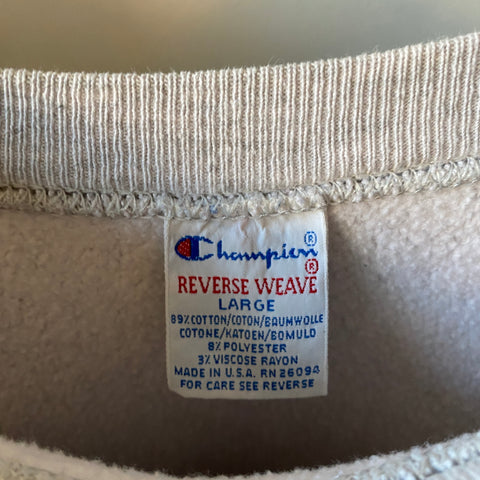 Champion®
REVERSE WEAVE®
LARGE
89% COTTON/COTON/BAUMWOLLE
COTONE/KATOEN/BOMULD
8% POLYESTER
3% VISCOSE RAYON
MADE IN U.S.A. RN 26094
FOR CARE SEE REVERSE